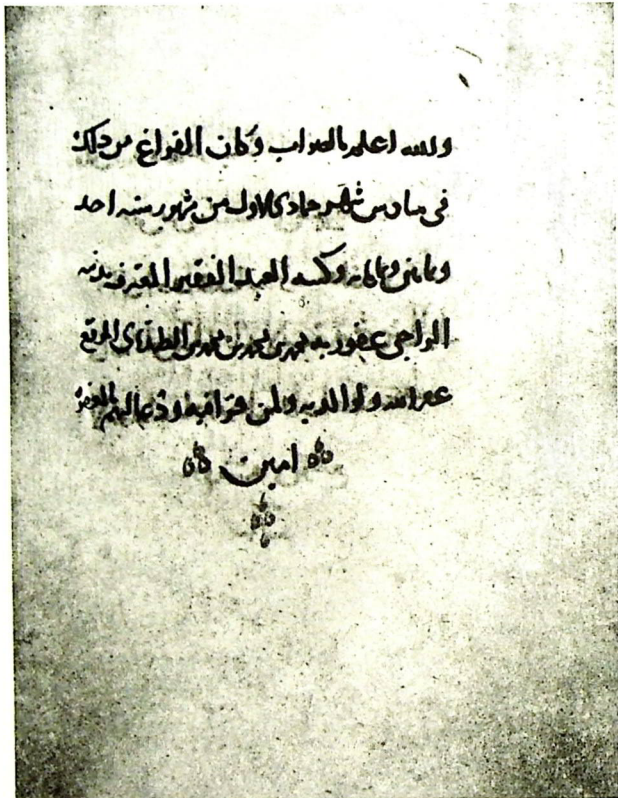 والله اعلم بالصواب وكان الفراغ من ذلك
في سادس شهر جمادى الاول من شهور سنة احد
وثمانين وثمانمائة وكتبه العبد الفقير المعترف بذنبه
الراجي عفو ربه محمد بن محمد بن محمد بن
غفر الله له ولوالديه ولمن قرا فيه ودعا لهم بالمغفرة
امين